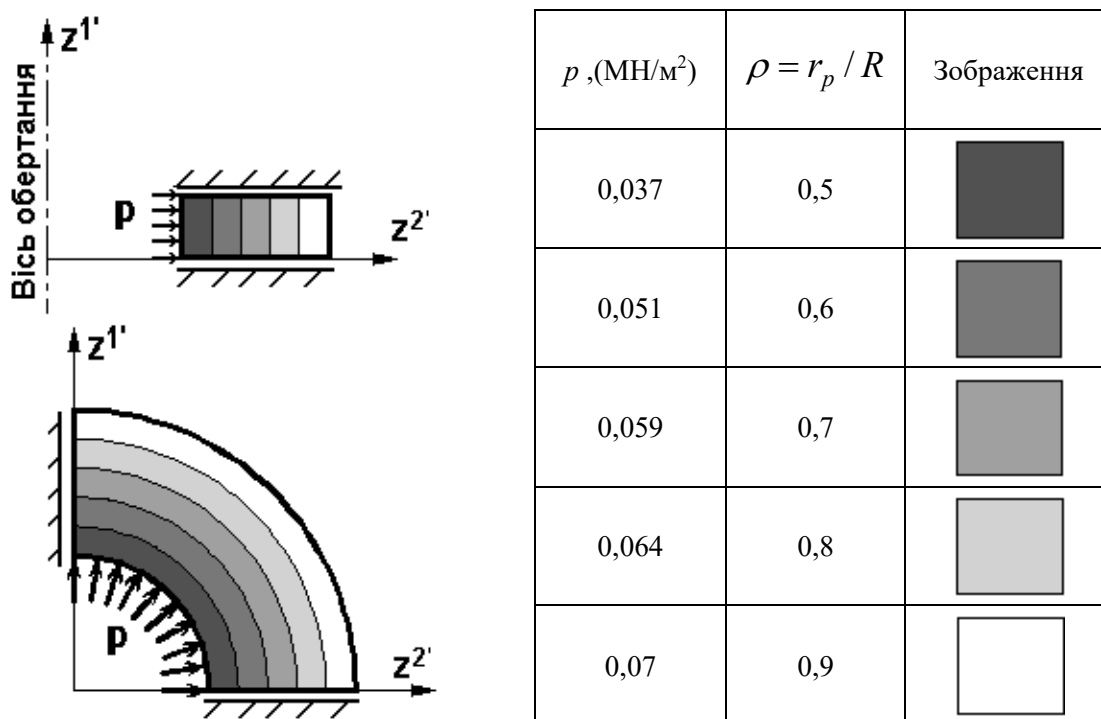 z1'
Вісь обертання
p
z2'
z1'
p
z2'
p ,(МН/м2) ρ = rp / R Зображення
0,037 0,5
0,051 0,6
0,059 0,7
0,064 0,8
0,07 0,9